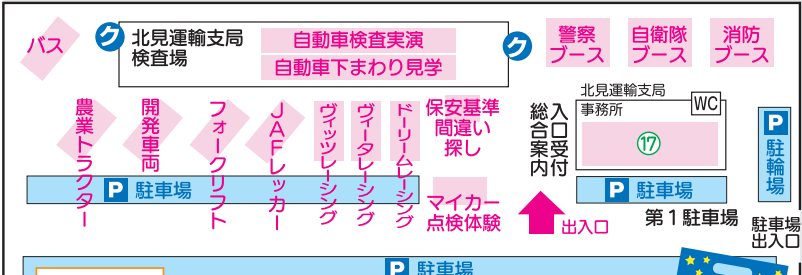 バス
ク
北見運輸支局
検査場
自動車検査実演
自動車下まわり見学
ク
警察
ブース
自衛隊
ブース
消防
ブース
農業トラクター
開発車両
フォークリフト
JAFレッカー
ヴィッツレーシング
ヴィータレーシング
ドーリームレーシング
保安基準
間違い
探し
マイカー
点検体験
入口受付
総合案内
北見運輸支局
事務所
WC
⑰
P 駐輪場
P 駐車場
P 駐車場
出入口
第1駐車場
駐車場
出入口
P 駐車場